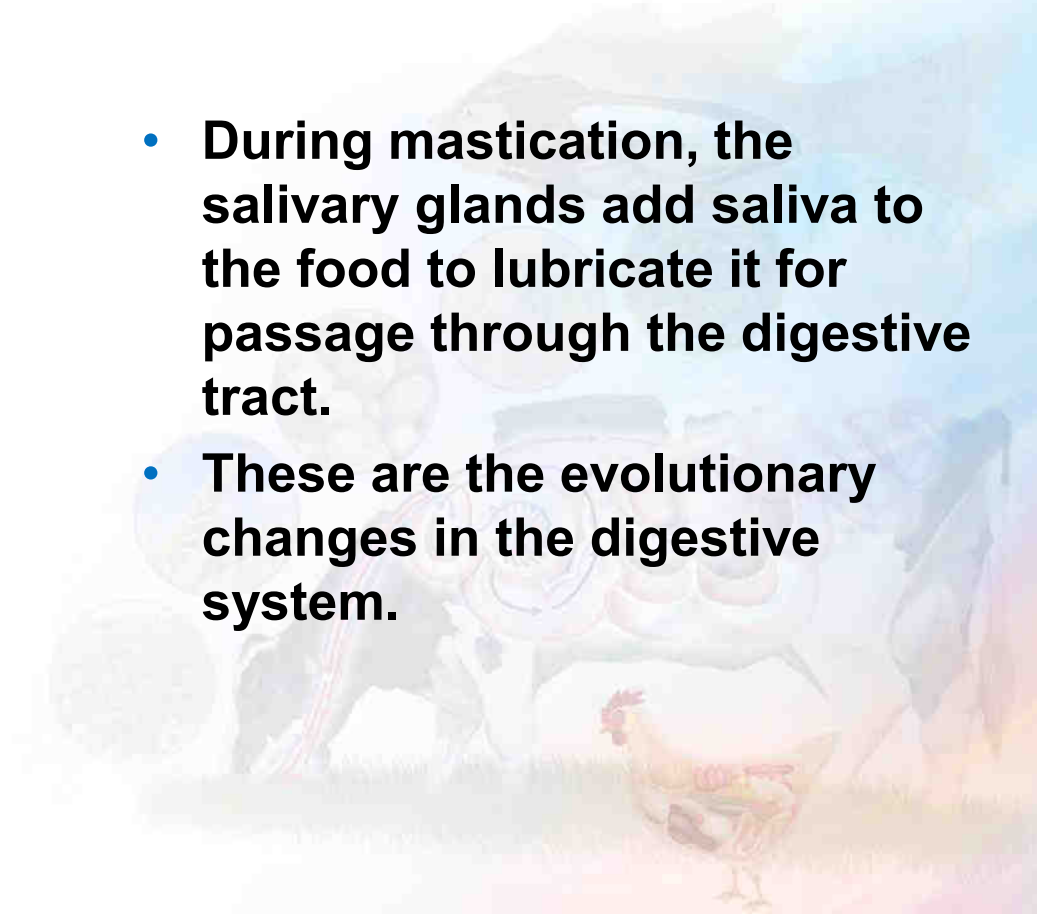 • During mastication, the
salivary glands add saliva to
the food to lubricate it for
passage through the digestive
tract.
• These are the evolutionary
changes in the digestive
system.